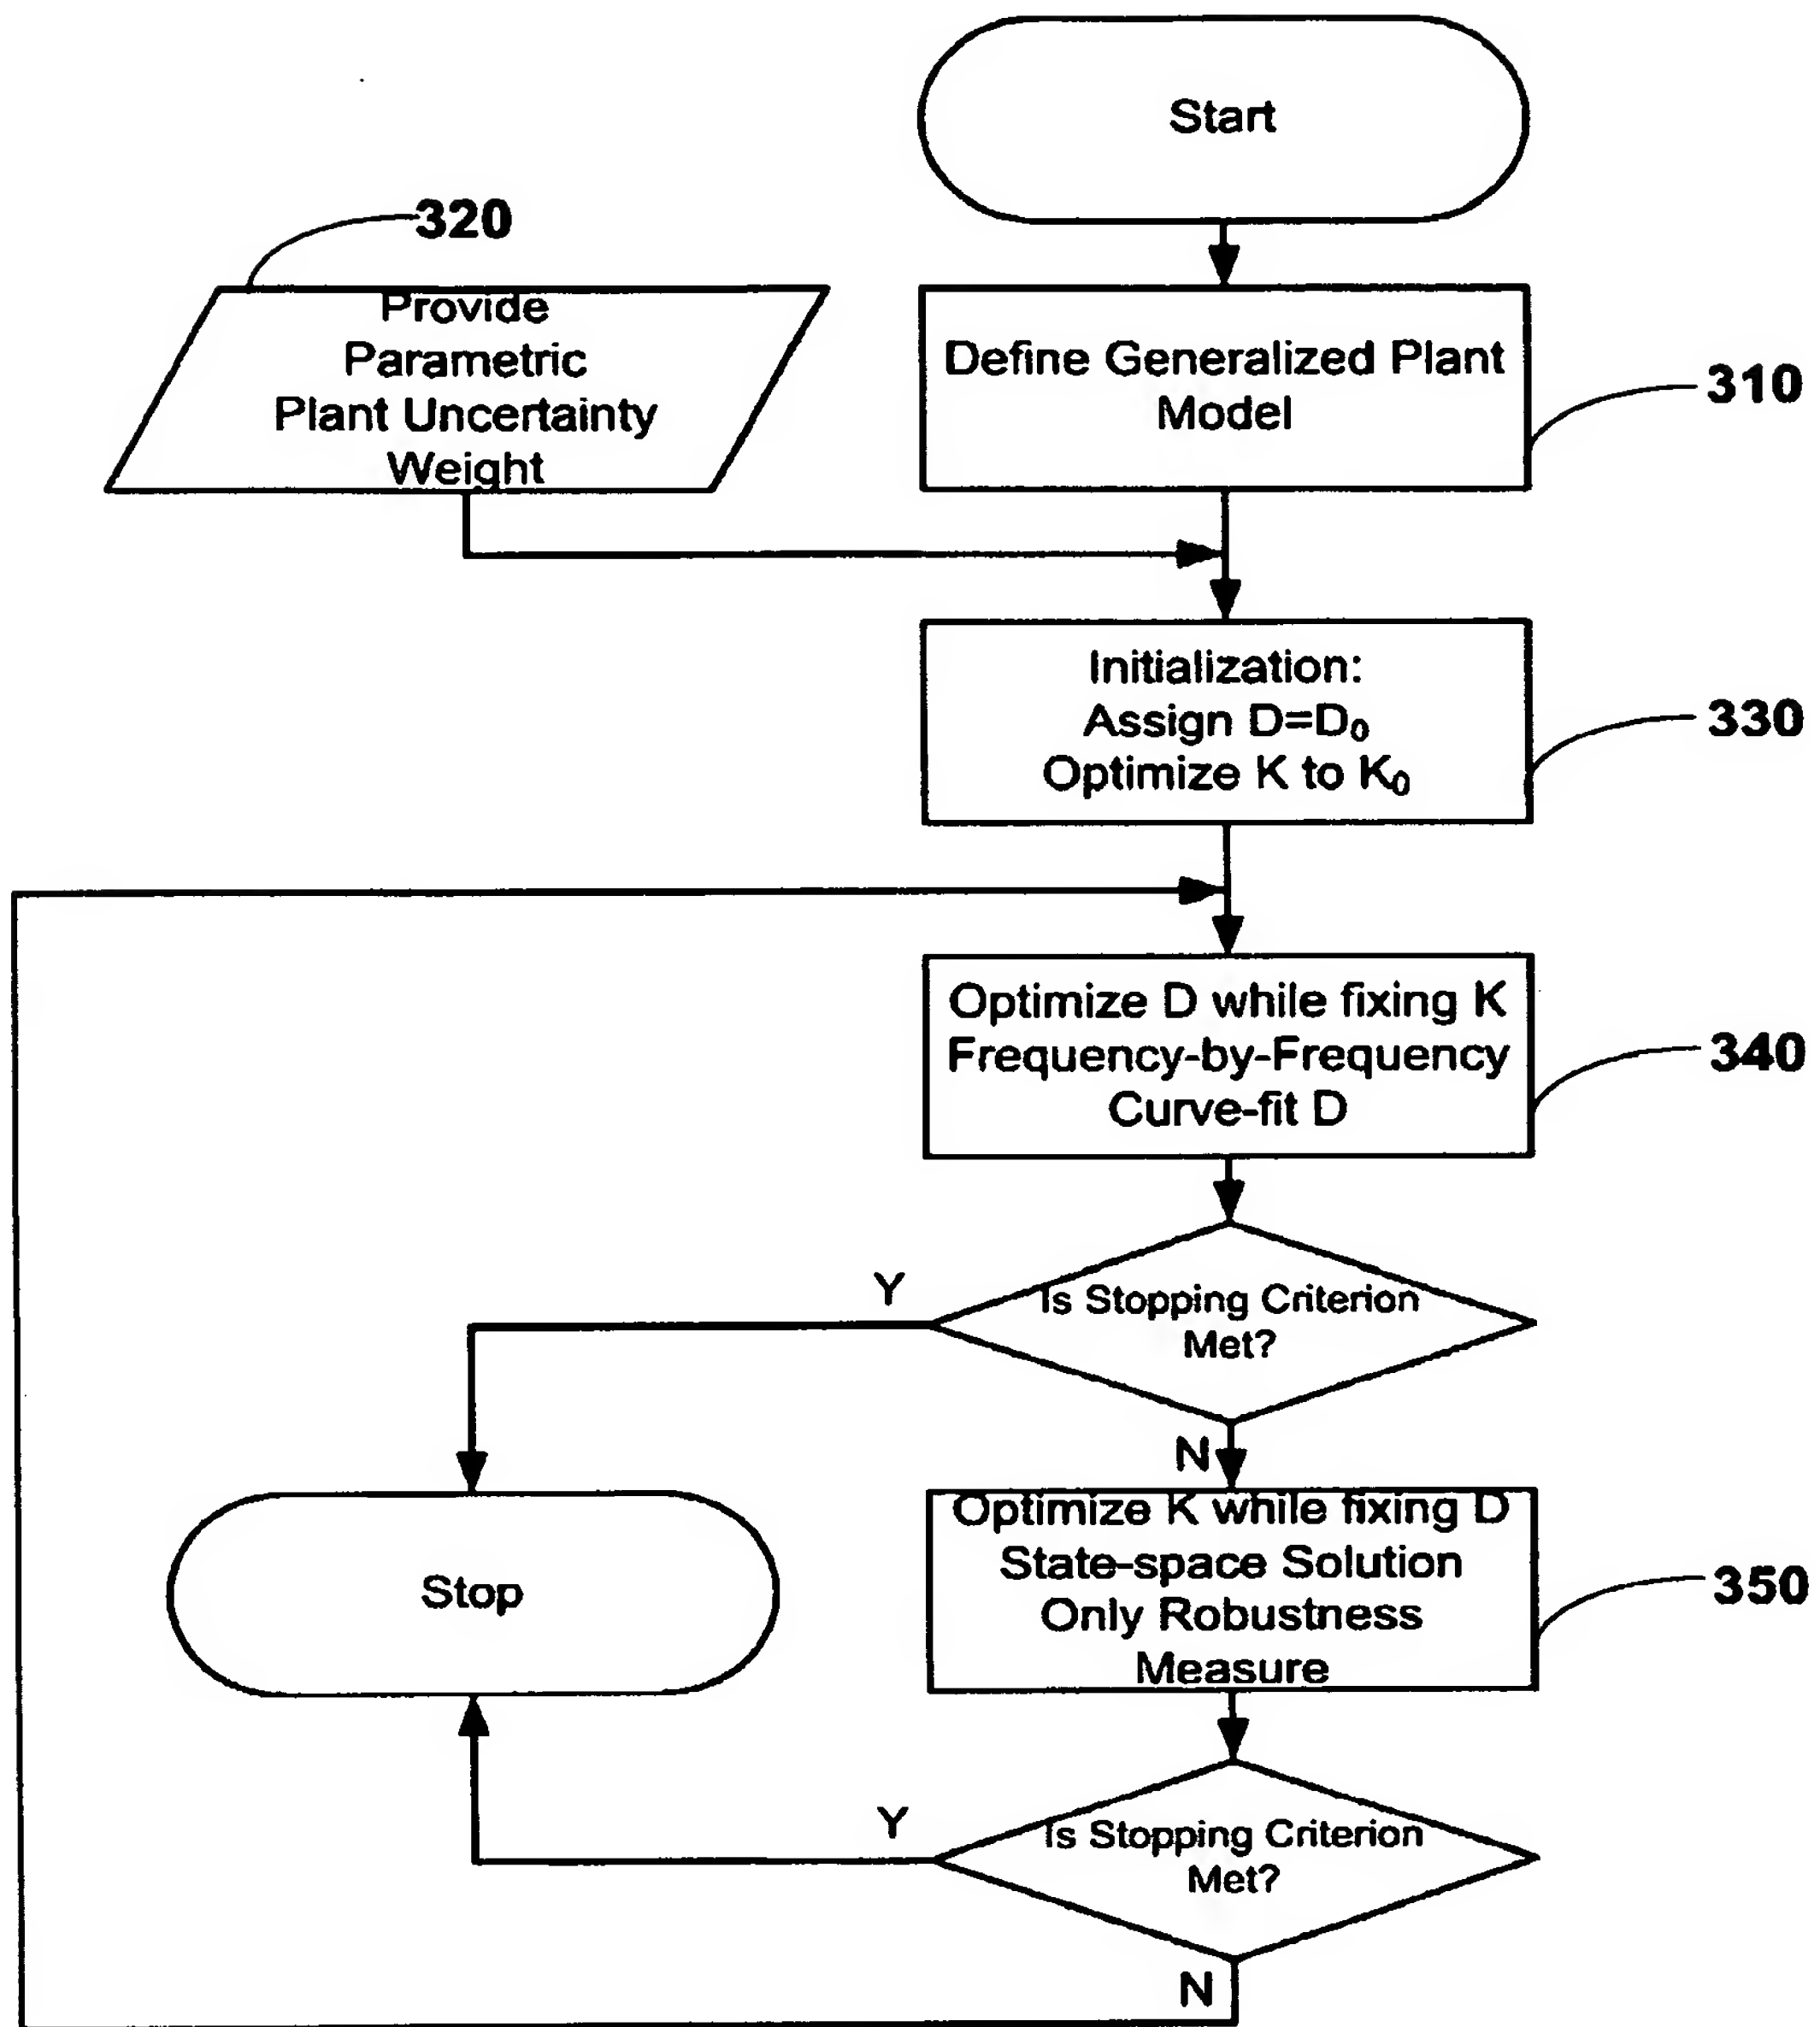 Start
320
Provide
Parametric
Plant Uncertainty
Weight
Define Generalized Plant
Model
310
Initialization:
Assign D=D₀
Optimize K to K₀
330
Optimize D while fixing K
Frequency-by-Frequency
Curve-fit D
340
Y
Is Stopping Criterion
Met?
N
Stop
Optimize K while fixing D
State-space Solution
Only Robustness
Measure
350
Y
Is Stopping Criterion
Met?
N